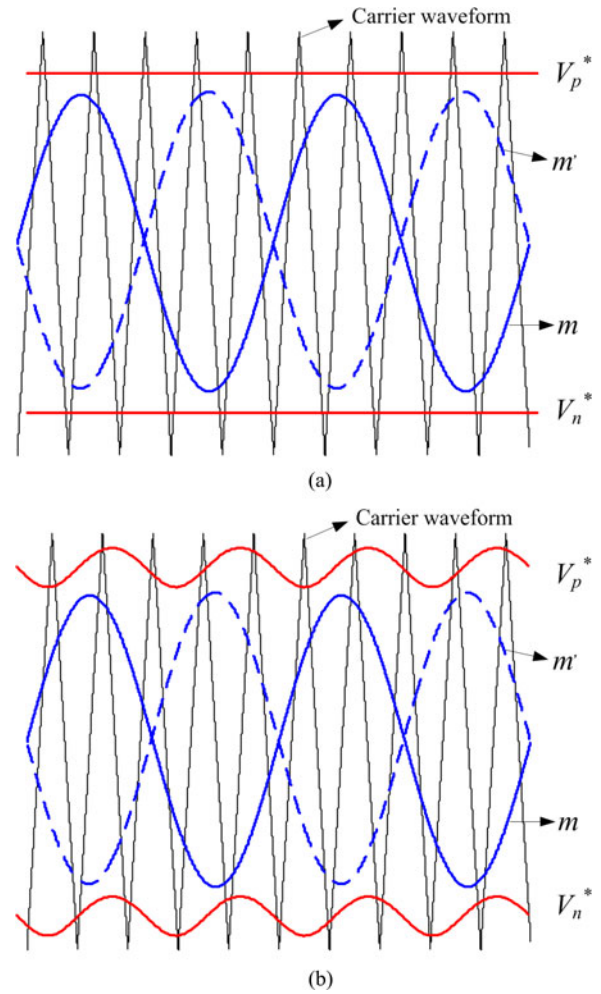 Carrier waveform
Vp*
m'
m
Vn*
(a)
Carrier waveform
Vp*
m'
m
Vn*
(b)